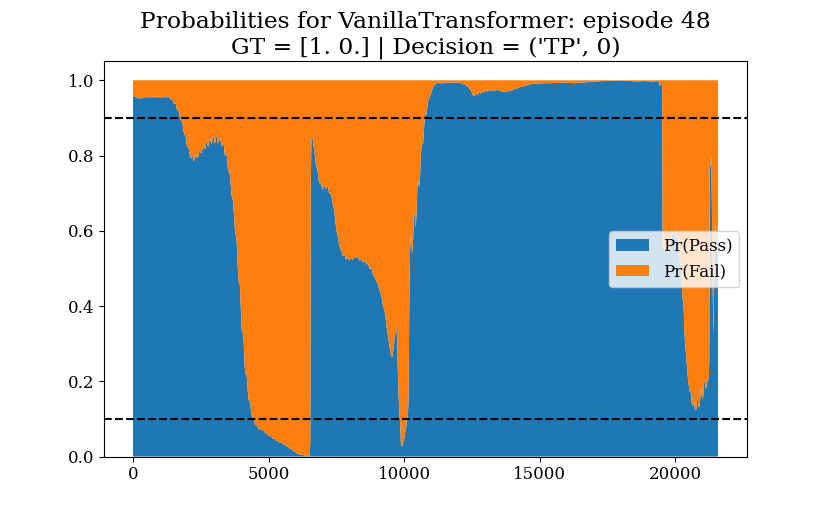 Probabilities for VanillaTransformer: episode 48
GT = [1. 0.] | Decision = ('TP', 0)
1.0
0.8
0.6
0.4
0.2
0.0
Pr(Pass)
Pr(Fail)
0
5000
10000
15000
20000